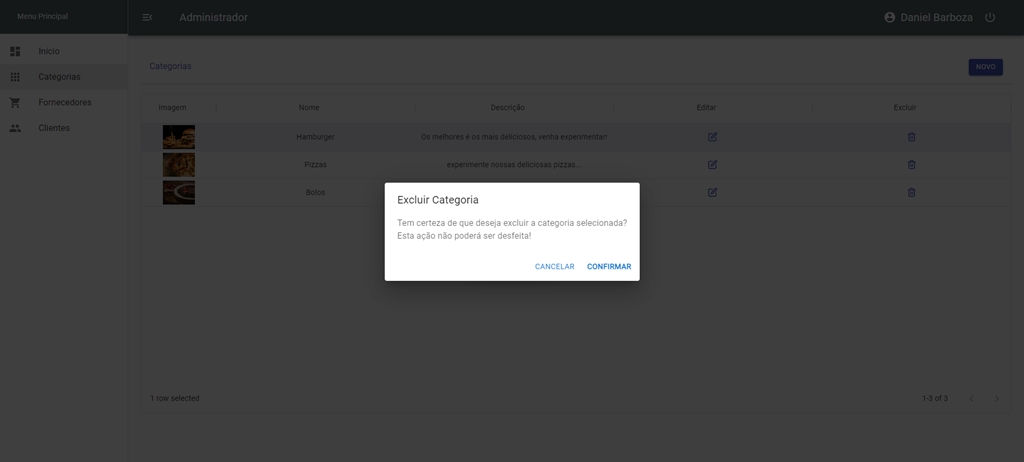 Menu Principal
Administrador
Daniel Barboza
Início
Categorias
Fornecedores
Clientes
Categorias
NOVO
Imagem
Nome
Descrição
Editar
Excluir
Hamburger
Os melhores é os mais deliciosos, venha experimentar!
Pizzas
experimente nossas deliciosas pizzas...
Bolos
Excluir Categoria
Tem certeza de que deseja excluir a categoria selecionada?
Esta ação não poderá ser desfeita!
CANCELAR
CONFIRMAR
1 row selected
1-3 of 3